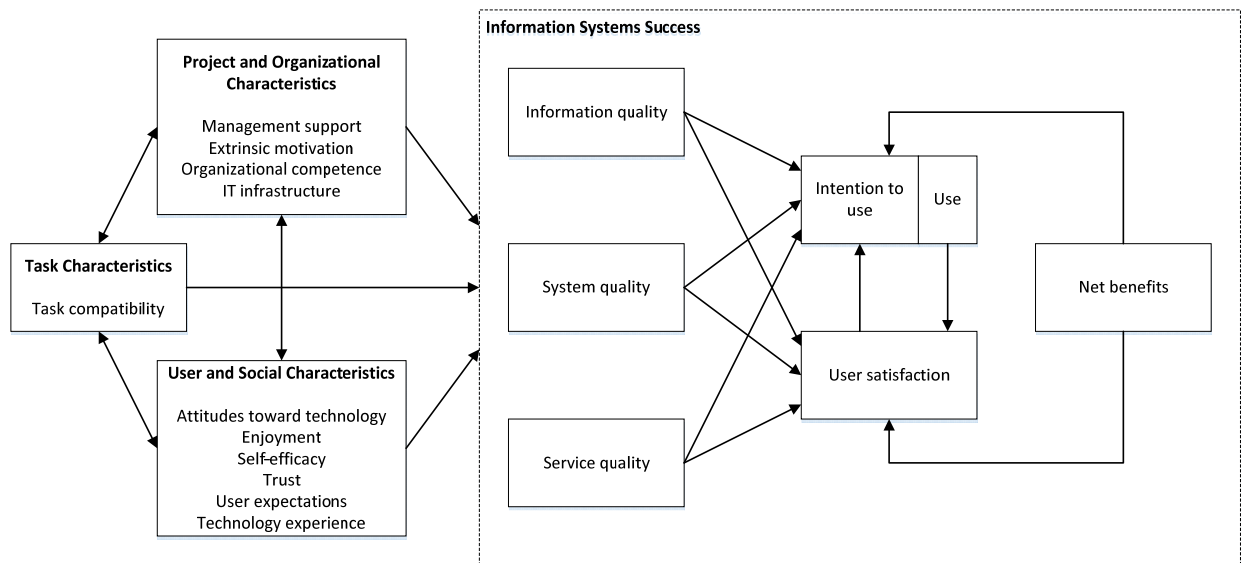 Information Systems Success
Project and Organizational
Characteristics
Management support
Extrinsic motivation
Organizational competence
IT infrastructure
Task Characteristics
Task compatibility
User and Social Characteristics
Attitudes toward technology
Enjoyment
Self-efficacy
Trust
User expectations
Technology experience
Information quality
System quality
Service quality
Intention to
use
Use
User satisfaction
Net benefits